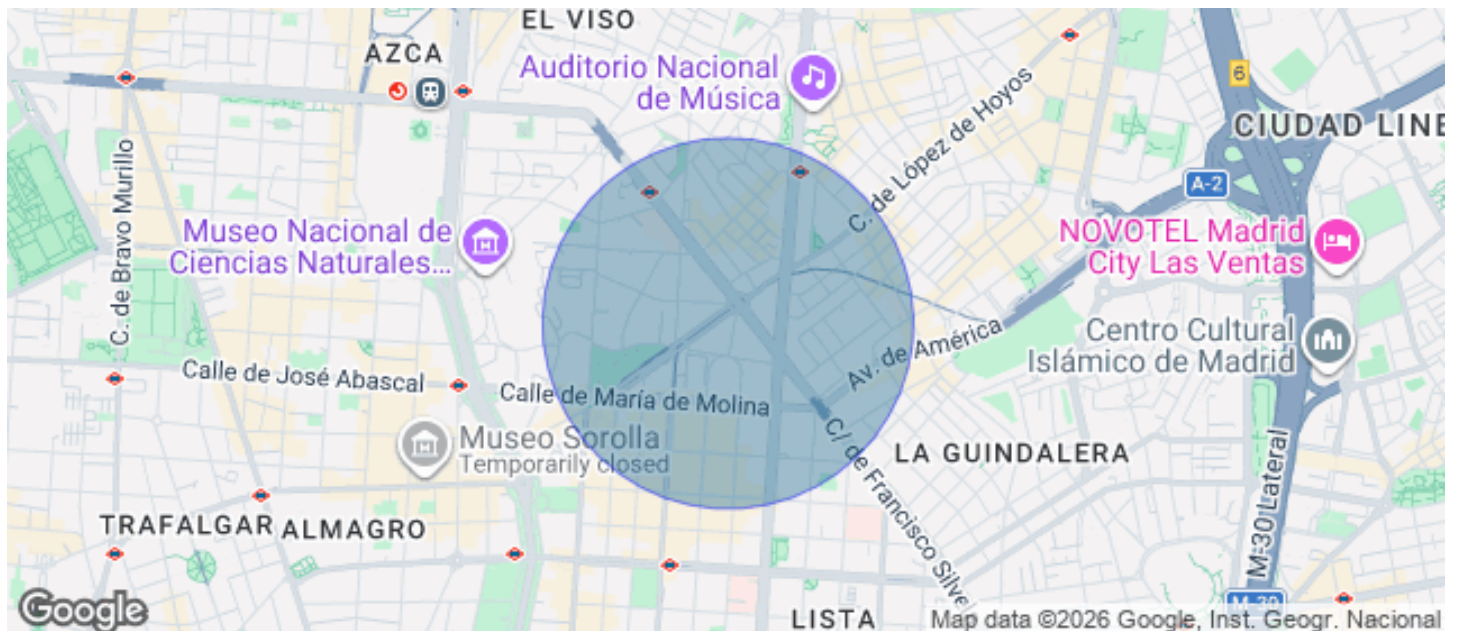 EL VISO
AZCA
Auditorio Nacional
de Música
6
CIUDAD LINE
C. de López de Hoyos
A-2
C. de Bravo Murillo
Museo Nacional de
Ciencias Naturales...
NOVOTEL Madrid
City Las Ventas
Centro Cultural
Islámico de Madrid
Av. de América
Calle de José Abascal
Calle de María de Molina
Museo Sorolla
Temporarily closed
C/ de Francisco Silve
LA GUINDALERA
M-30 Lateral
TRAFALGAR
ALMAGRO
M-30
Google
LISTA
Map data ©2026 Google, Inst. Geogr. Nacional